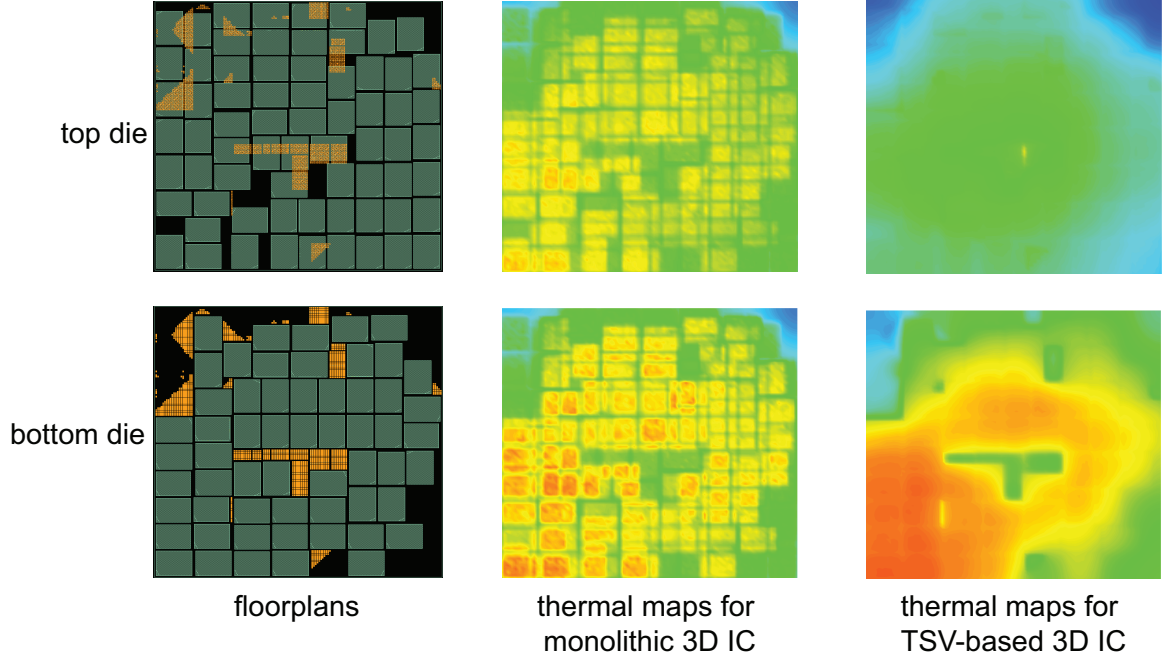 top die
bottom die
floorplans
thermal maps for
monolithic 3D IC
thermal maps for
TSV-based 3D IC